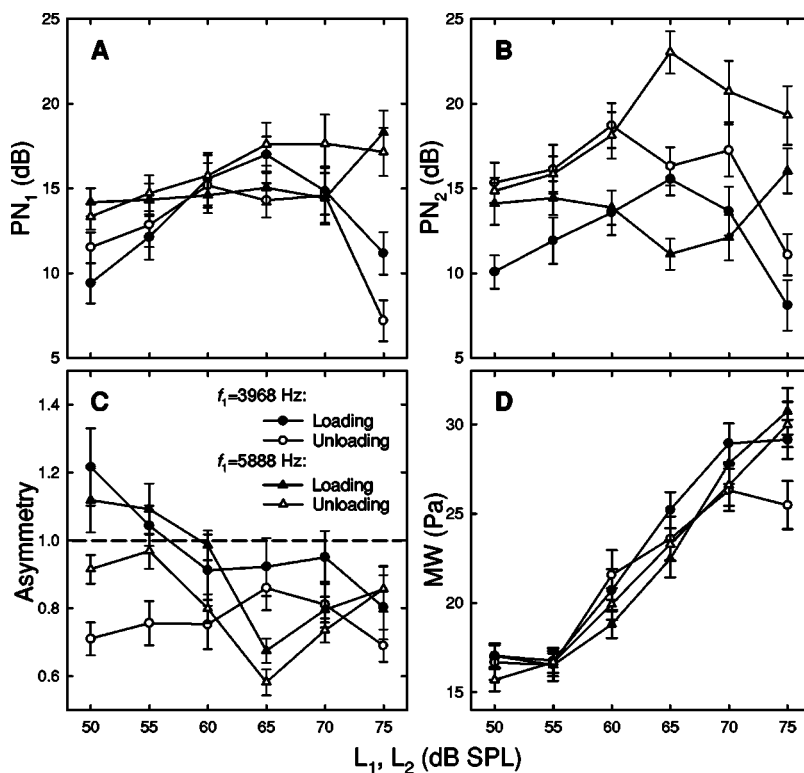 A
B
PN1 (dB)
25
20
15
10
5
PN2 (dB)
25
20
15
10
5
C
D
f1=3968 Hz:
Loading
Unloading
f1=5888 Hz:
Loading
Unloading
Asymmetry
1.4
1.2
1.0
0.8
0.6
MW (Pa)
30
25
20
15
50 55 60 65 70 75
50 55 60 65 70 75
L1, L2 (dB SPL)